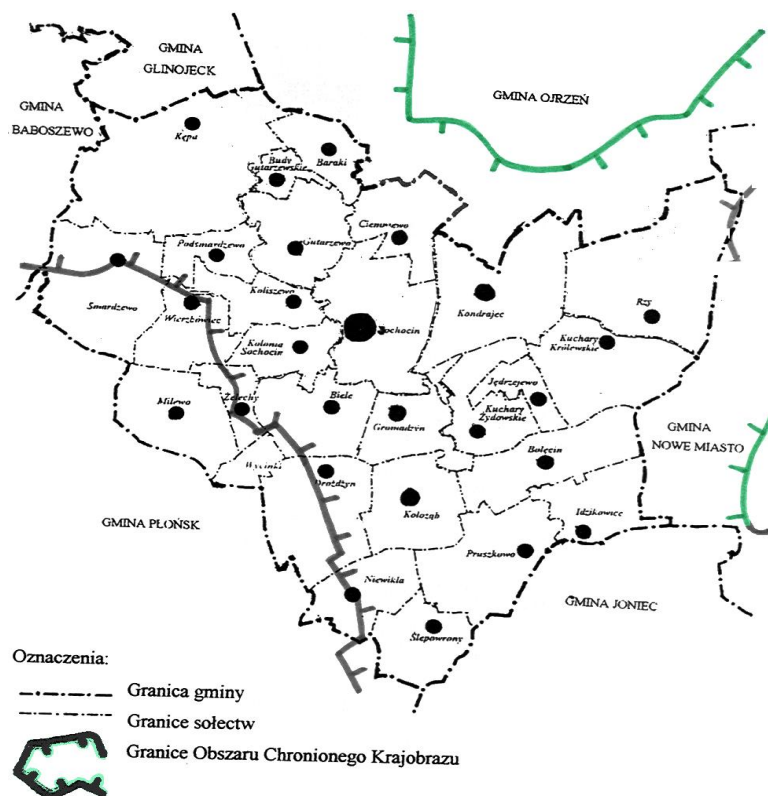 GMINA
GLINOJECK
GMINA
BABOSZEWO
GMINA OJRZEŃ
Kępa
Baraki
Budy
Gutarzewskie
Ciemniewo
Podsmardzewo
Gutarzewo
Smardzewo
Wierzbówiec
Koliszewo
Sochocin
Kondrajec
Rzy
Kolonia
Sochocin
Kuchary
Królewskie
Milewo
Żelechy
Biele
Gromadzyn
Jędrzejewo
Kuchary
Żydowskie
GMINA
NOWE MIASTO
Wycinki
Drożdżyn
Bolęcin
Kołoząb
Idzikowiec
GMINA PŁOŃSK
Pruszkowo
Niewikla
GMINA JONIEC
Ślepowrony
Oznaczenia:
Granica gminy
Granice sołectw
Granice Obszaru Chronionego Krajobrazu